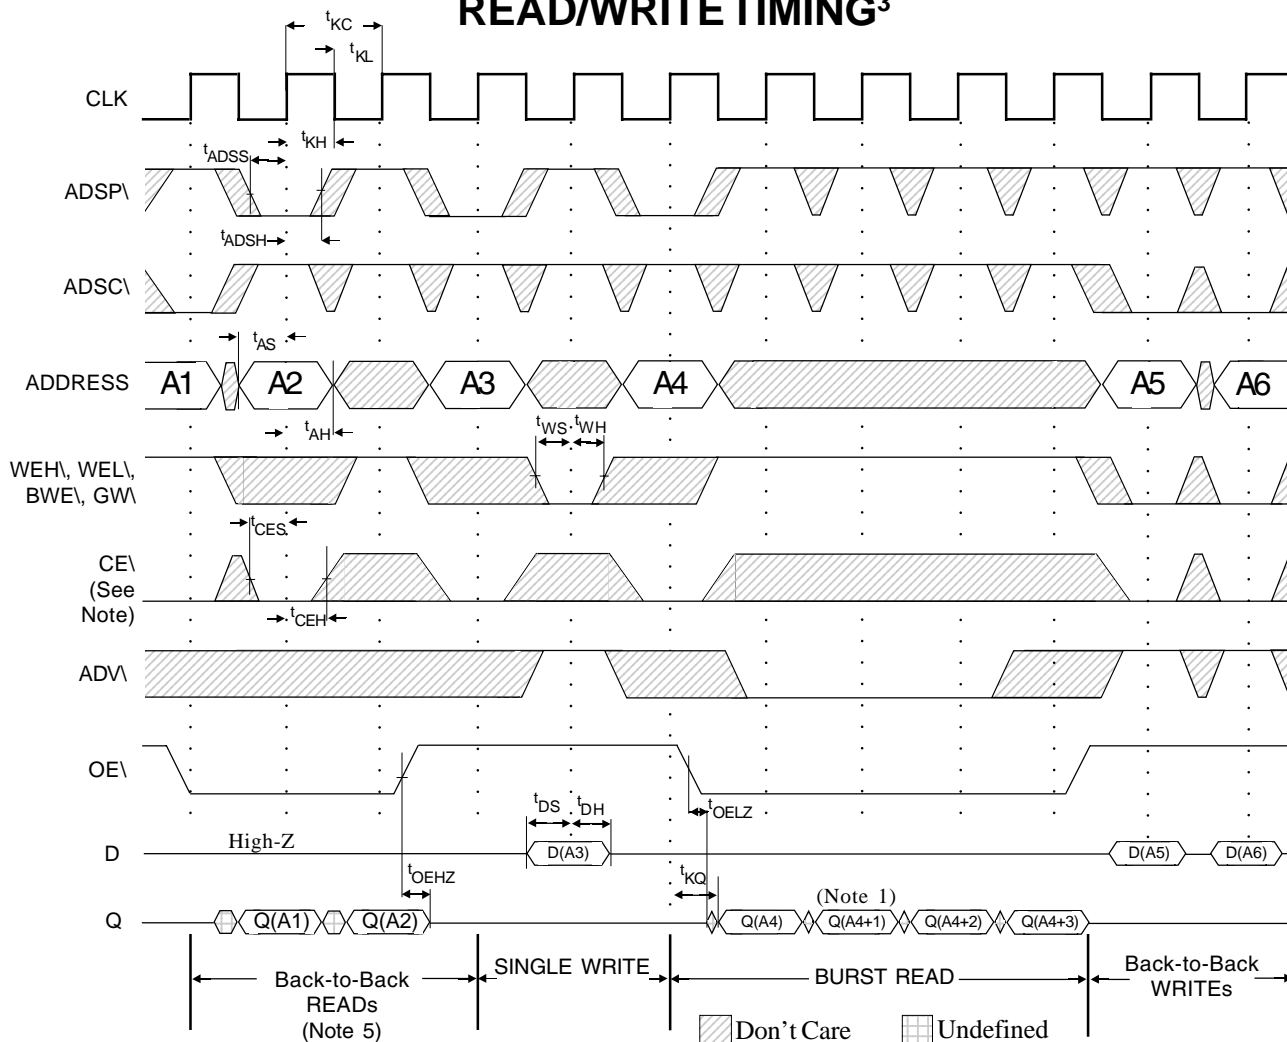 READ/WRITE TIMING³
tKC
tKL
CLK
tKH
tADSS
ADSP\
tADSH
ADSC\
tAS
ADDRESS
A1
A2
A3
A4
A5
A6
tAH
tWS
tWH
WEH\, WEL\,
BWE\, GW\
tCES
CE\
(See
Note)
tCEH
ADV\
OE\
tDS
tDH
tOELZ
D
High-Z
D(A3)
D(A5)
D(A6)
tOEHZ
tKQ
(Note 1)
Q
Q(A1)
Q(A2)
Q(A4)
Q(A4+1)
Q(A4+2)
Q(A4+3)
Back-to-Back
READs
(Note 5)
SINGLE WRITE
BURST READ
Back-to-Back
WRITEs
Don't Care
Undefined